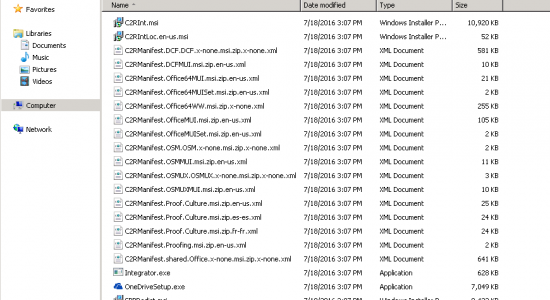 Name Date modified Type Size
Favorites
Libraries
Documents
Music
Pictures
Videos
Computer
Network
C2RInt.msi 7/18/2016 3:07 PM Windows Installer P... 10,920 KB
C2RIntLoc.en-us.msi 7/18/2016 3:07 PM Windows Installer P... 52 KB
C2RManifest.DCF.DCF.x-none.msi.zip.x-none.xml 7/18/2016 3:07 PM XML Document 581 KB
C2RManifest.DCFMUI.msi.zip.en-us.xml 7/18/2016 3:07 PM XML Document 10 KB
C2RManifest.Office64MUI.msi.zip.en-us.xml 7/18/2016 3:07 PM XML Document 21 KB
C2RManifest.Office64MUISet.msi.zip.en-us.xml 7/18/2016 3:07 PM XML Document 2 KB
C2RManifest.Office64WW.msi.zip.x-none.xml 7/18/2016 3:07 PM XML Document 255 KB
C2RManifest.OfficeMUI.msi.zip.en-us.xml 7/18/2016 3:07 PM XML Document 105 KB
C2RManifest.OfficeMUISet.msi.zip.en-us.xml 7/18/2016 3:07 PM XML Document 2 KB
C2RManifest.OSM.OSM.x-none.msi.zip.x-none.xml 7/18/2016 3:07 PM XML Document 2 KB
C2RManifest.OSMMUI.msi.zip.en-us.xml 7/18/2016 3:07 PM XML Document 11 KB
C2RManifest.OSMUX.OSMUX.x-none.msi.zip.x-none.xml 7/18/2016 3:07 PM XML Document 3 KB
C2RManifest.OSMUXMUI.msi.zip.en-us.xml 7/18/2016 3:07 PM XML Document 10 KB
C2RManifest.Proof.Culture.msi.zip.en-us.xml 7/18/2016 3:07 PM XML Document 25 KB
C2RManifest.Proof.Culture.msi.zip.es-es.xml 7/18/2016 3:07 PM XML Document 24 KB
C2RManifest.Proof.Culture.msi.zip.fr-fr.xml 7/18/2016 3:07 PM XML Document 24 KB
C2RManifest.Proofing.msi.zip.en-us.xml 7/18/2016 3:07 PM XML Document 2 KB
C2RManifest.shared.Office.x-none.msi.zip.x-none.xml 7/18/2016 3:07 PM XML Document 641 KB
Integrator.exe 7/18/2016 3:07 PM Application 628 KB
OneDriveSetup.exe 7/18/2016 3:07 PM Application 7,049 KB